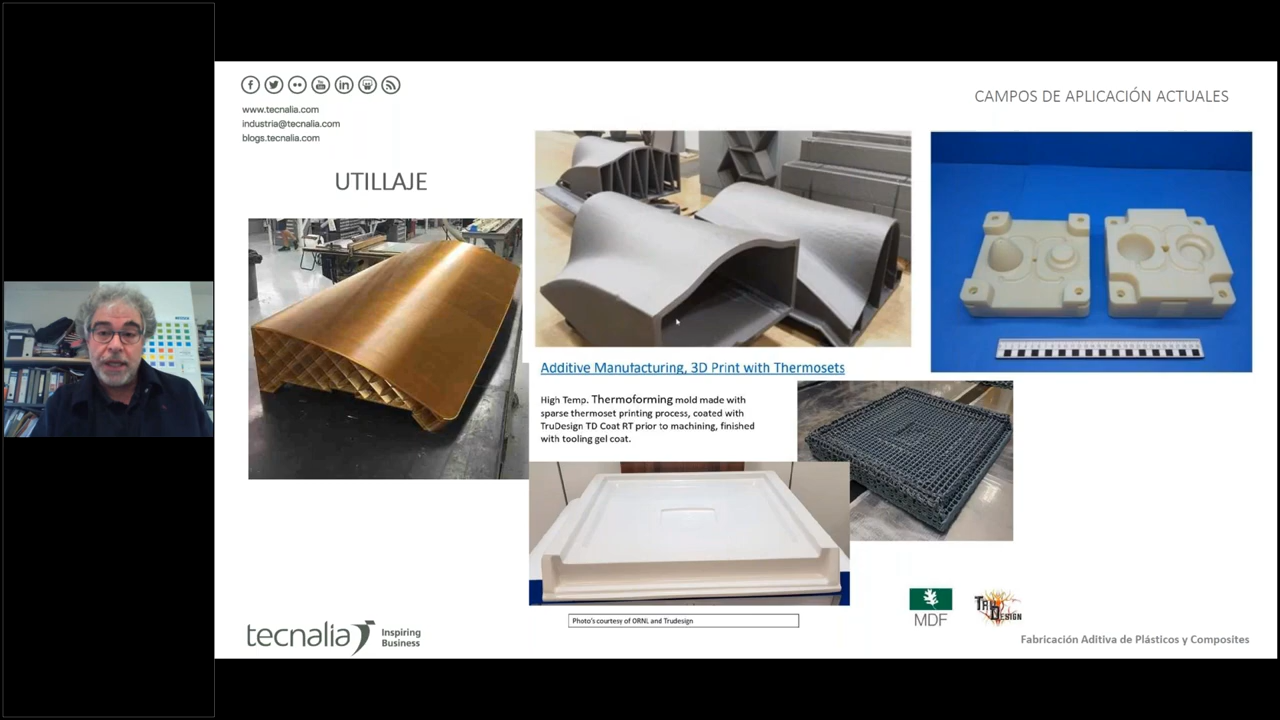 www.tecnalia.com
industria@tecnalia.com
blogs.tecnalia.com
CAMPOS DE APLICACIÓN ACTUALES
UTILLAJE
Additive Manufacturing, 3D Print with Thermosets
High Temp. Thermoforming mold made with
sparse thermoset printing process, coated with
TruDesign TD Coat RT prior to machining, finished
with tooling gel coat.
Photo's courtesy of ORNL and Trudesign
MDF
TRU DESIGN
tecnalia Inspiring
Business
Fabricación Aditiva de Plásticos y Composites